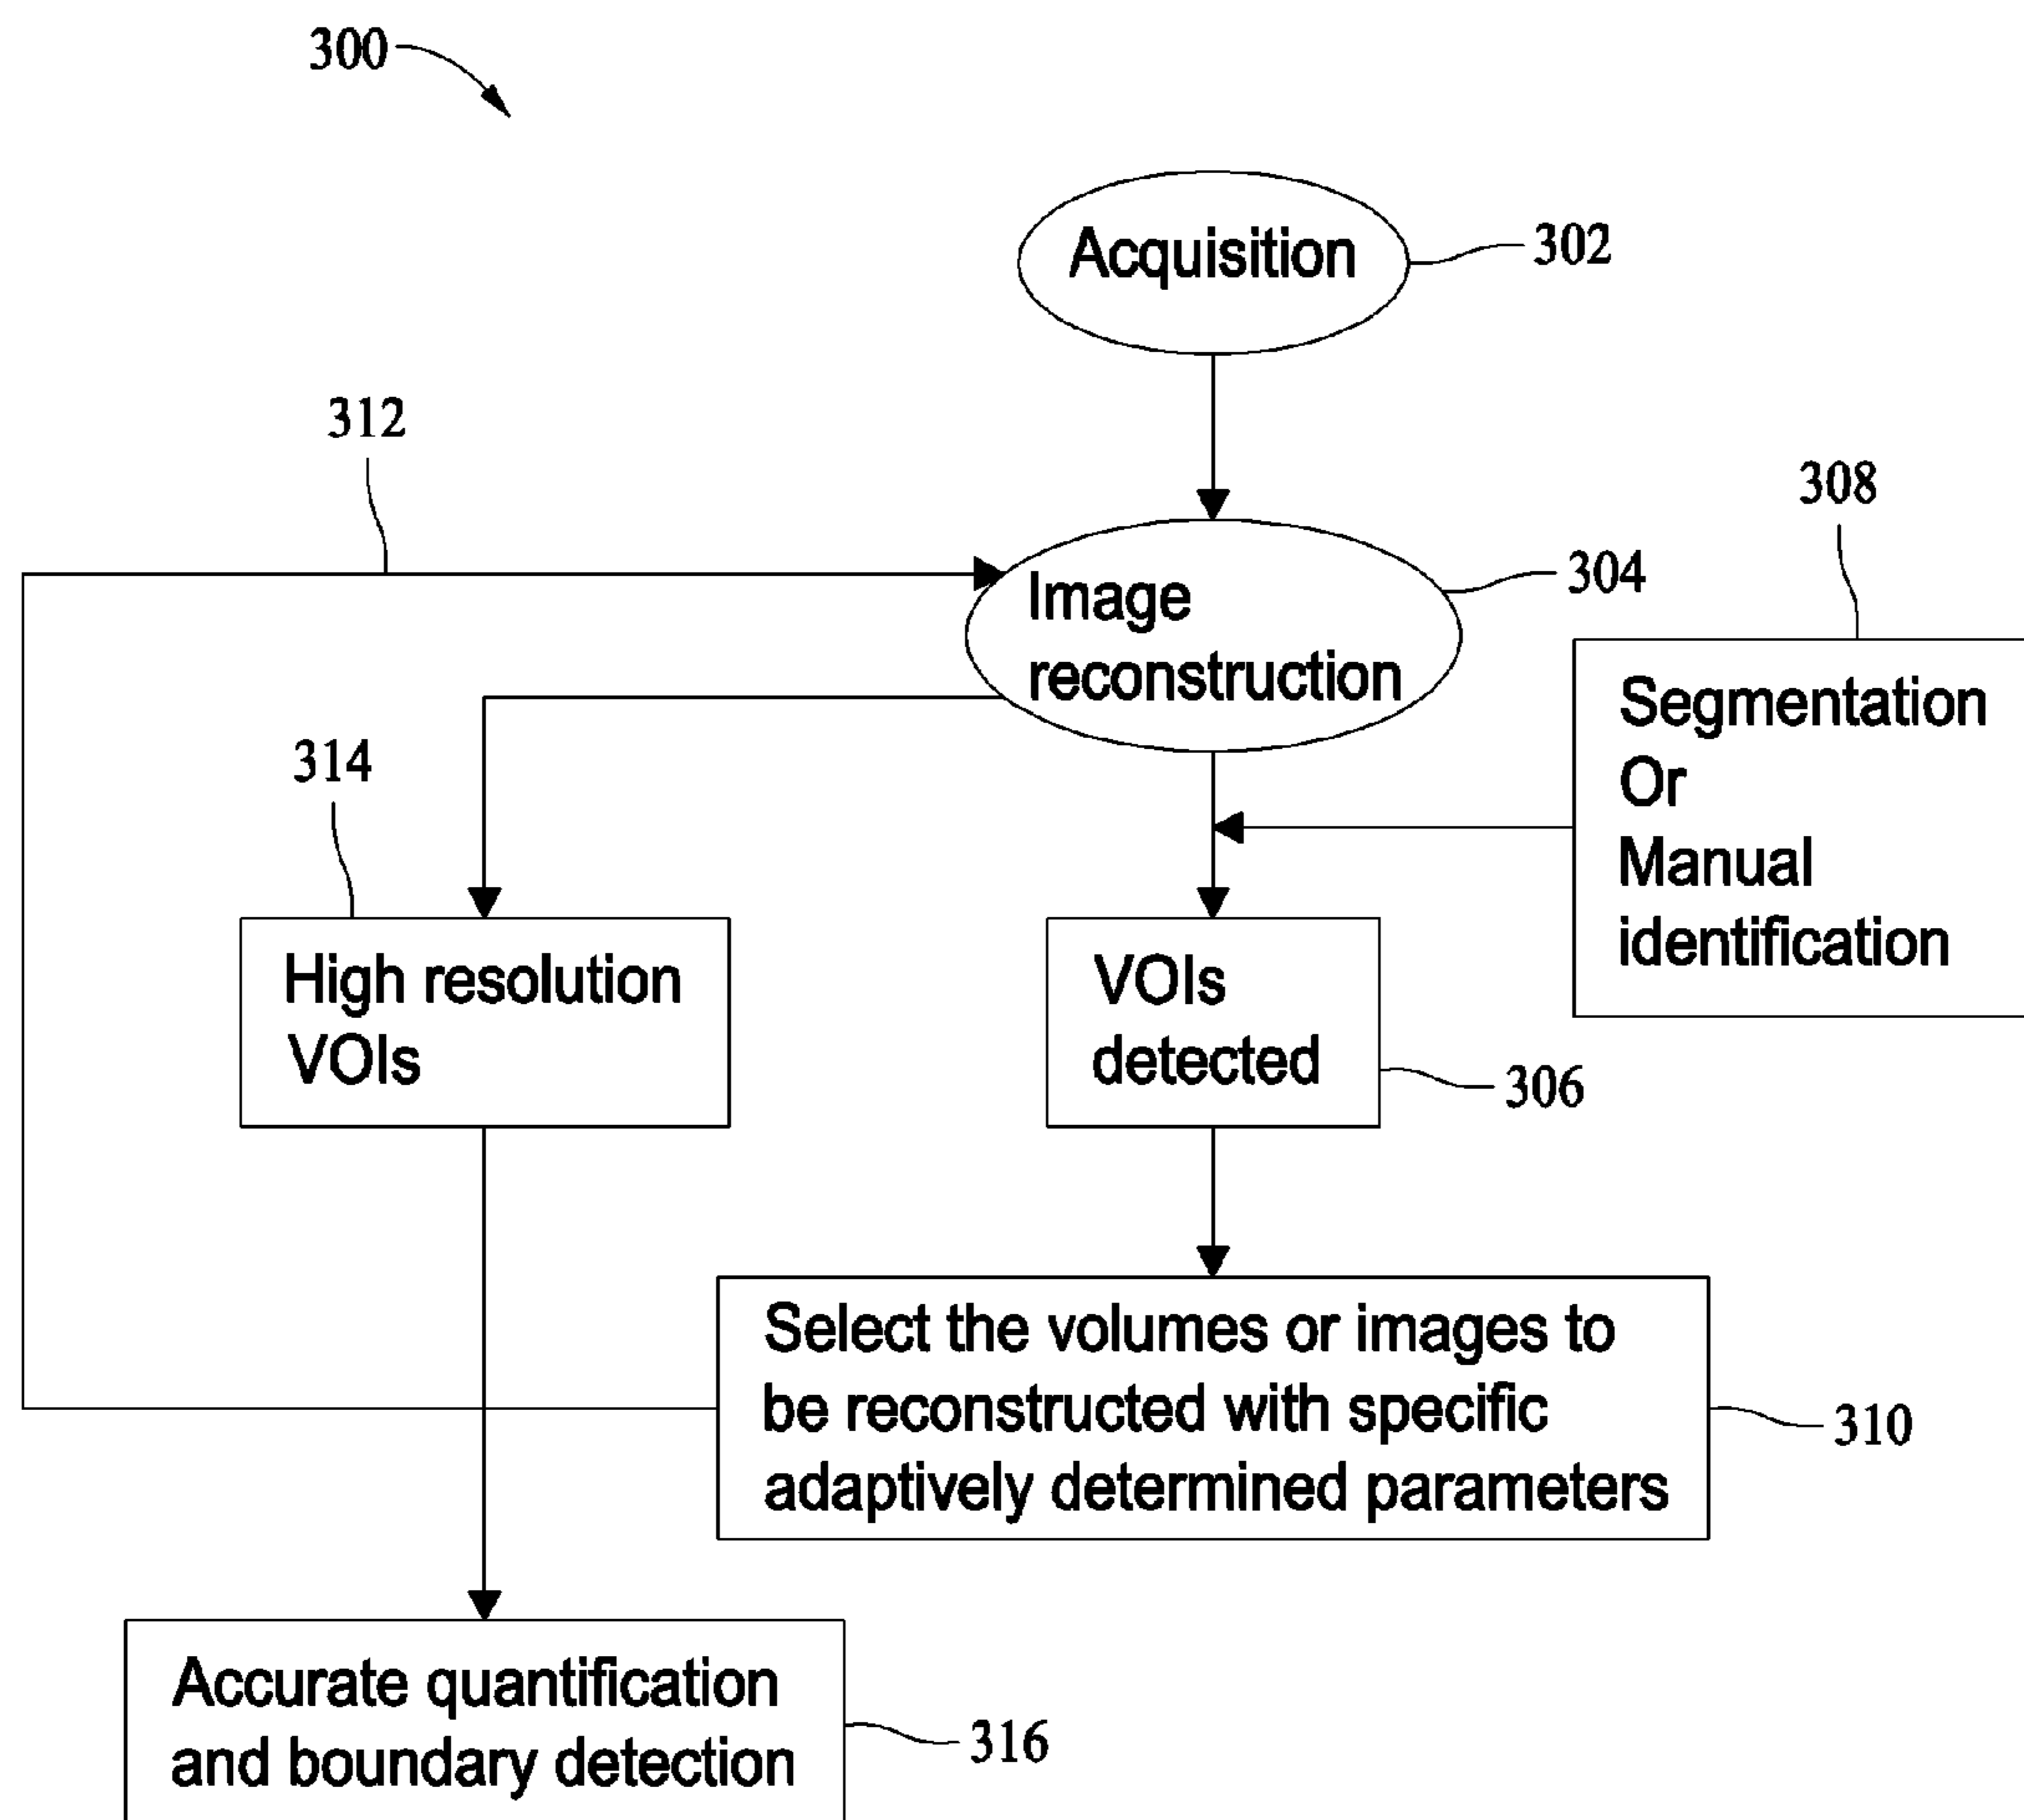 300
Acquisition
302
312
308
304
Image
reconstruction
Segmentation
Or
Manual
identification
314
High resolution
VOIs
VOIs
detected
306
Select the volumes or images to
be reconstructed with specific
adaptively determined parameters
310
Accurate quantification
and boundary detection
316